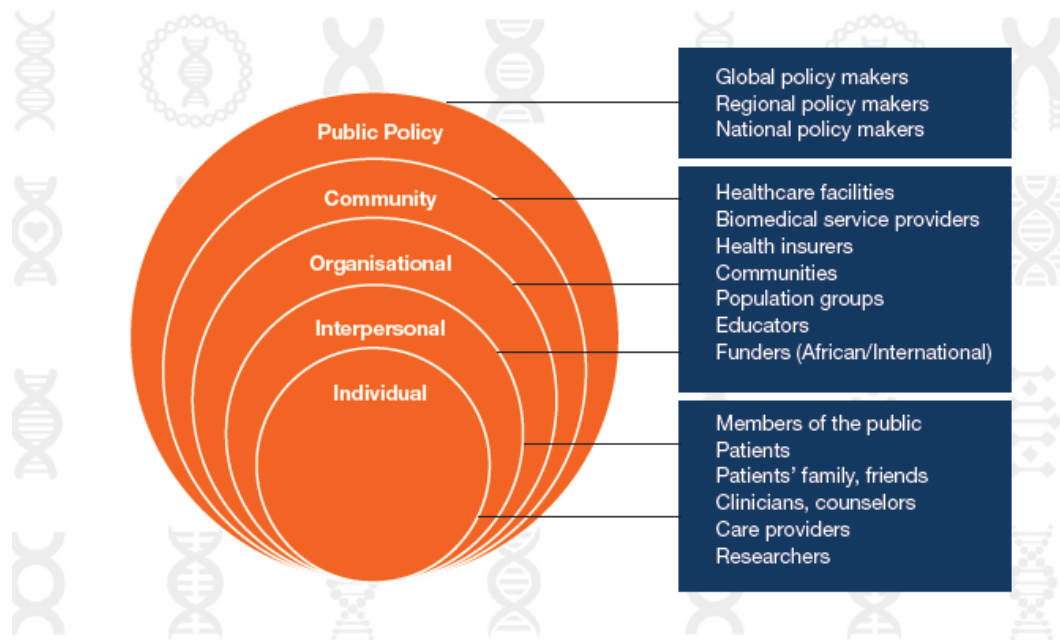 Public Policy
Community
Organisational
Interpersonal
Individual
Global policy makers
Regional policy makers
National policy makers
Healthcare facilities
Biomedical service providers
Health insurers
Communities
Population groups
Educators
Funders (African/International)
Members of the public
Patients
Patients’ family, friends
Clinicians, counselors
Care providers
Researchers